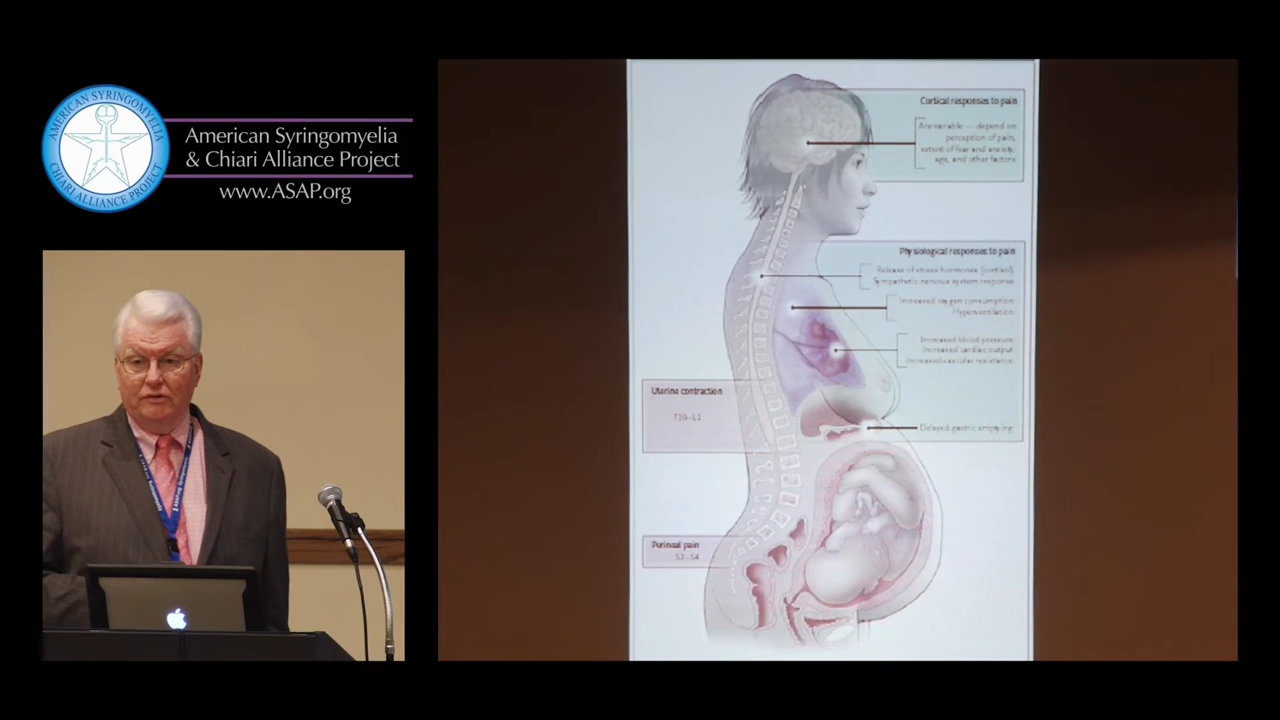 AMERICAN SYRINGOMYELIA
CHIARI ALLIANCE PROJECT
American Syringomyelia
& Chiari Alliance Project
www.ASAP.org
Cortical responses to pain
Are variable — depend on
perception of pain,
extent of fear and anxiety,
age, and other factors
Physiological responses to pain
Release of stress hormones (cortisol)
Sympathetic nervous system response
Increased oxygen consumption
Hyperventilation
Increased blood pressure
Increased cardiac output
Increased vascular resistance
Delayed gastric emptying
Uterine contraction
T10–L1
Perineal pain
S2–S4